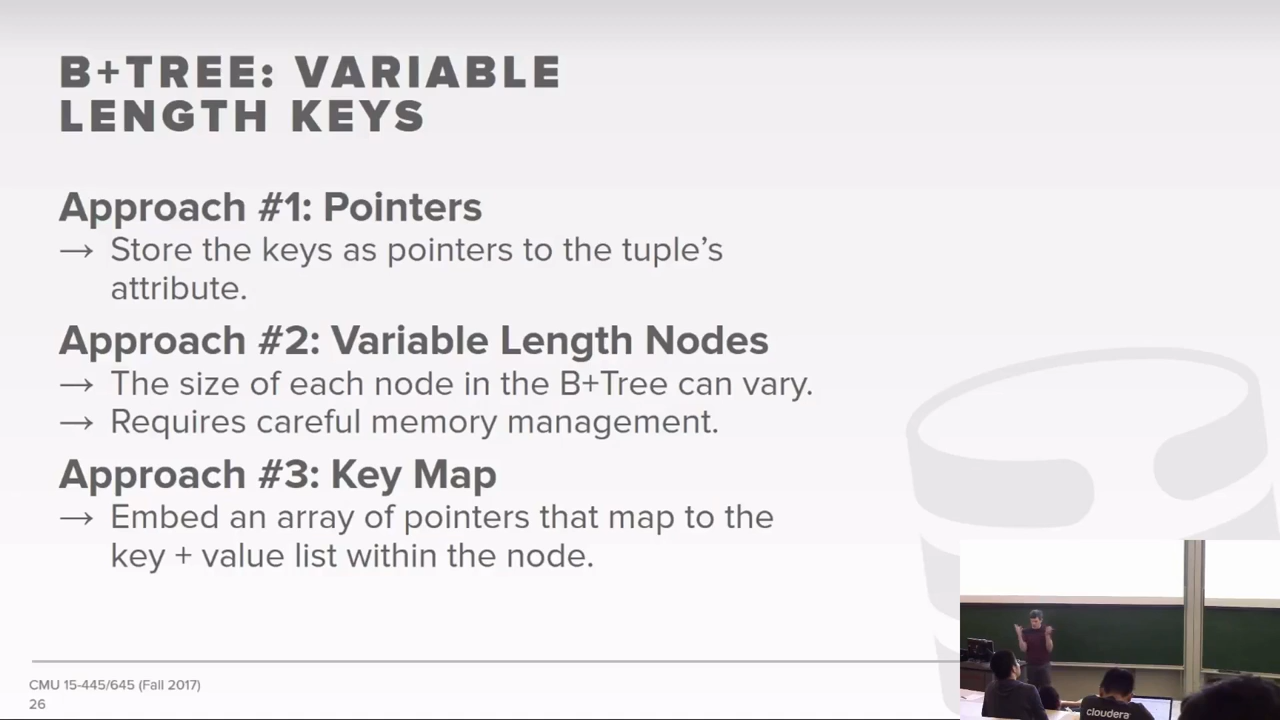 B+TREE: VARIABLE
LENGTH KEYS
Approach #1: Pointers
→ Store the keys as pointers to the tuple’s
attribute.
Approach #2: Variable Length Nodes
→ The size of each node in the B+Tree can vary.
→ Requires careful memory management.
Approach #3: Key Map
→ Embed an array of pointers that map to the
key + value list within the node.
CMU 15-445/645 (Fall 2017)
26
cloudera